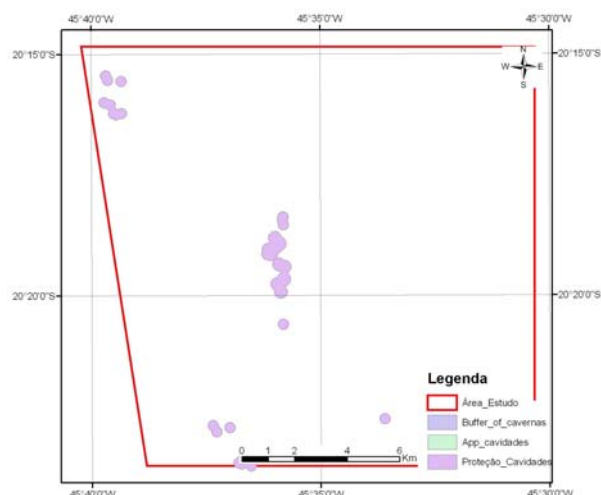 45°40'0"W 45°35'0"W 45°30'0"W
20°15'0"S 20°15'0"S
N
W E
S
20°20'0"S 20°20'0"S
Legenda
Área_Estudo
Buffer_of_cavernas
App_cavidades
Proteção_Cavidades
0 1 2 4 6
Km
45°40'0"W 45°35'0"W 45°30'0"W